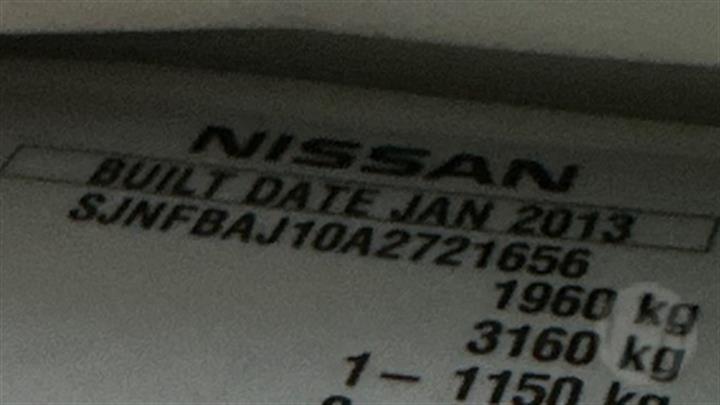 NISSAN
BUILT DATE JAN 2013
SJNFBAJ10A2721656
1960 kg
3160 kg
1– 1150 kg